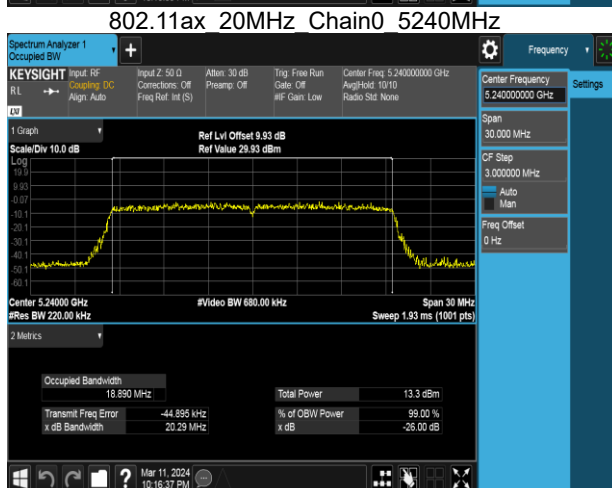 802.11ax_20MHz_Chain0_5240MHz
Spectrum Analyzer 1
Occupied BW
+
Frequency
KEYSIGHT
RL
LXI
Input: RF
Coupling: DC
Align: Auto
Input Z: 50 Ω
Corrections: Off
Freq Ref: Int (S)
Atten: 30 dB
Preamp: Off
Trig: Free Run
Gate: Off
#IF Gain: Low
Center Freq: 5.240000000 GHz
Avg|Hold: 10/10
Radio Std: None
Center Frequency
5.240000000 GHz
Settings
Span
30.000 MHz
CF Step
3.000000 MHz
Auto
Man
Freq Offset
0 Hz
1 Graph
Scale/Div 10.0 dB
Ref Lvl Offset 9.93 dB
Ref Value 29.93 dBm
Log
19.9
9.93
-0.07
-10.1
-20.1
-30.1
-40.1
-50.1
-60.1
Center 5.24000 GHz
#Video BW 680.00 kHz
Span 30 MHz
#Res BW 220.00 kHz
Sweep 1.93 ms (1001 pts)
2 Metrics
Occupied Bandwidth
18.890 MHz
Total Power 13.3 dBm
Transmit Freq Error -44.895 kHz
% of OBW Power 99.00 %
x dB Bandwidth 20.29 MHz
x dB -26.00 dB
?
Mar 11, 2024
10:16:37 PM